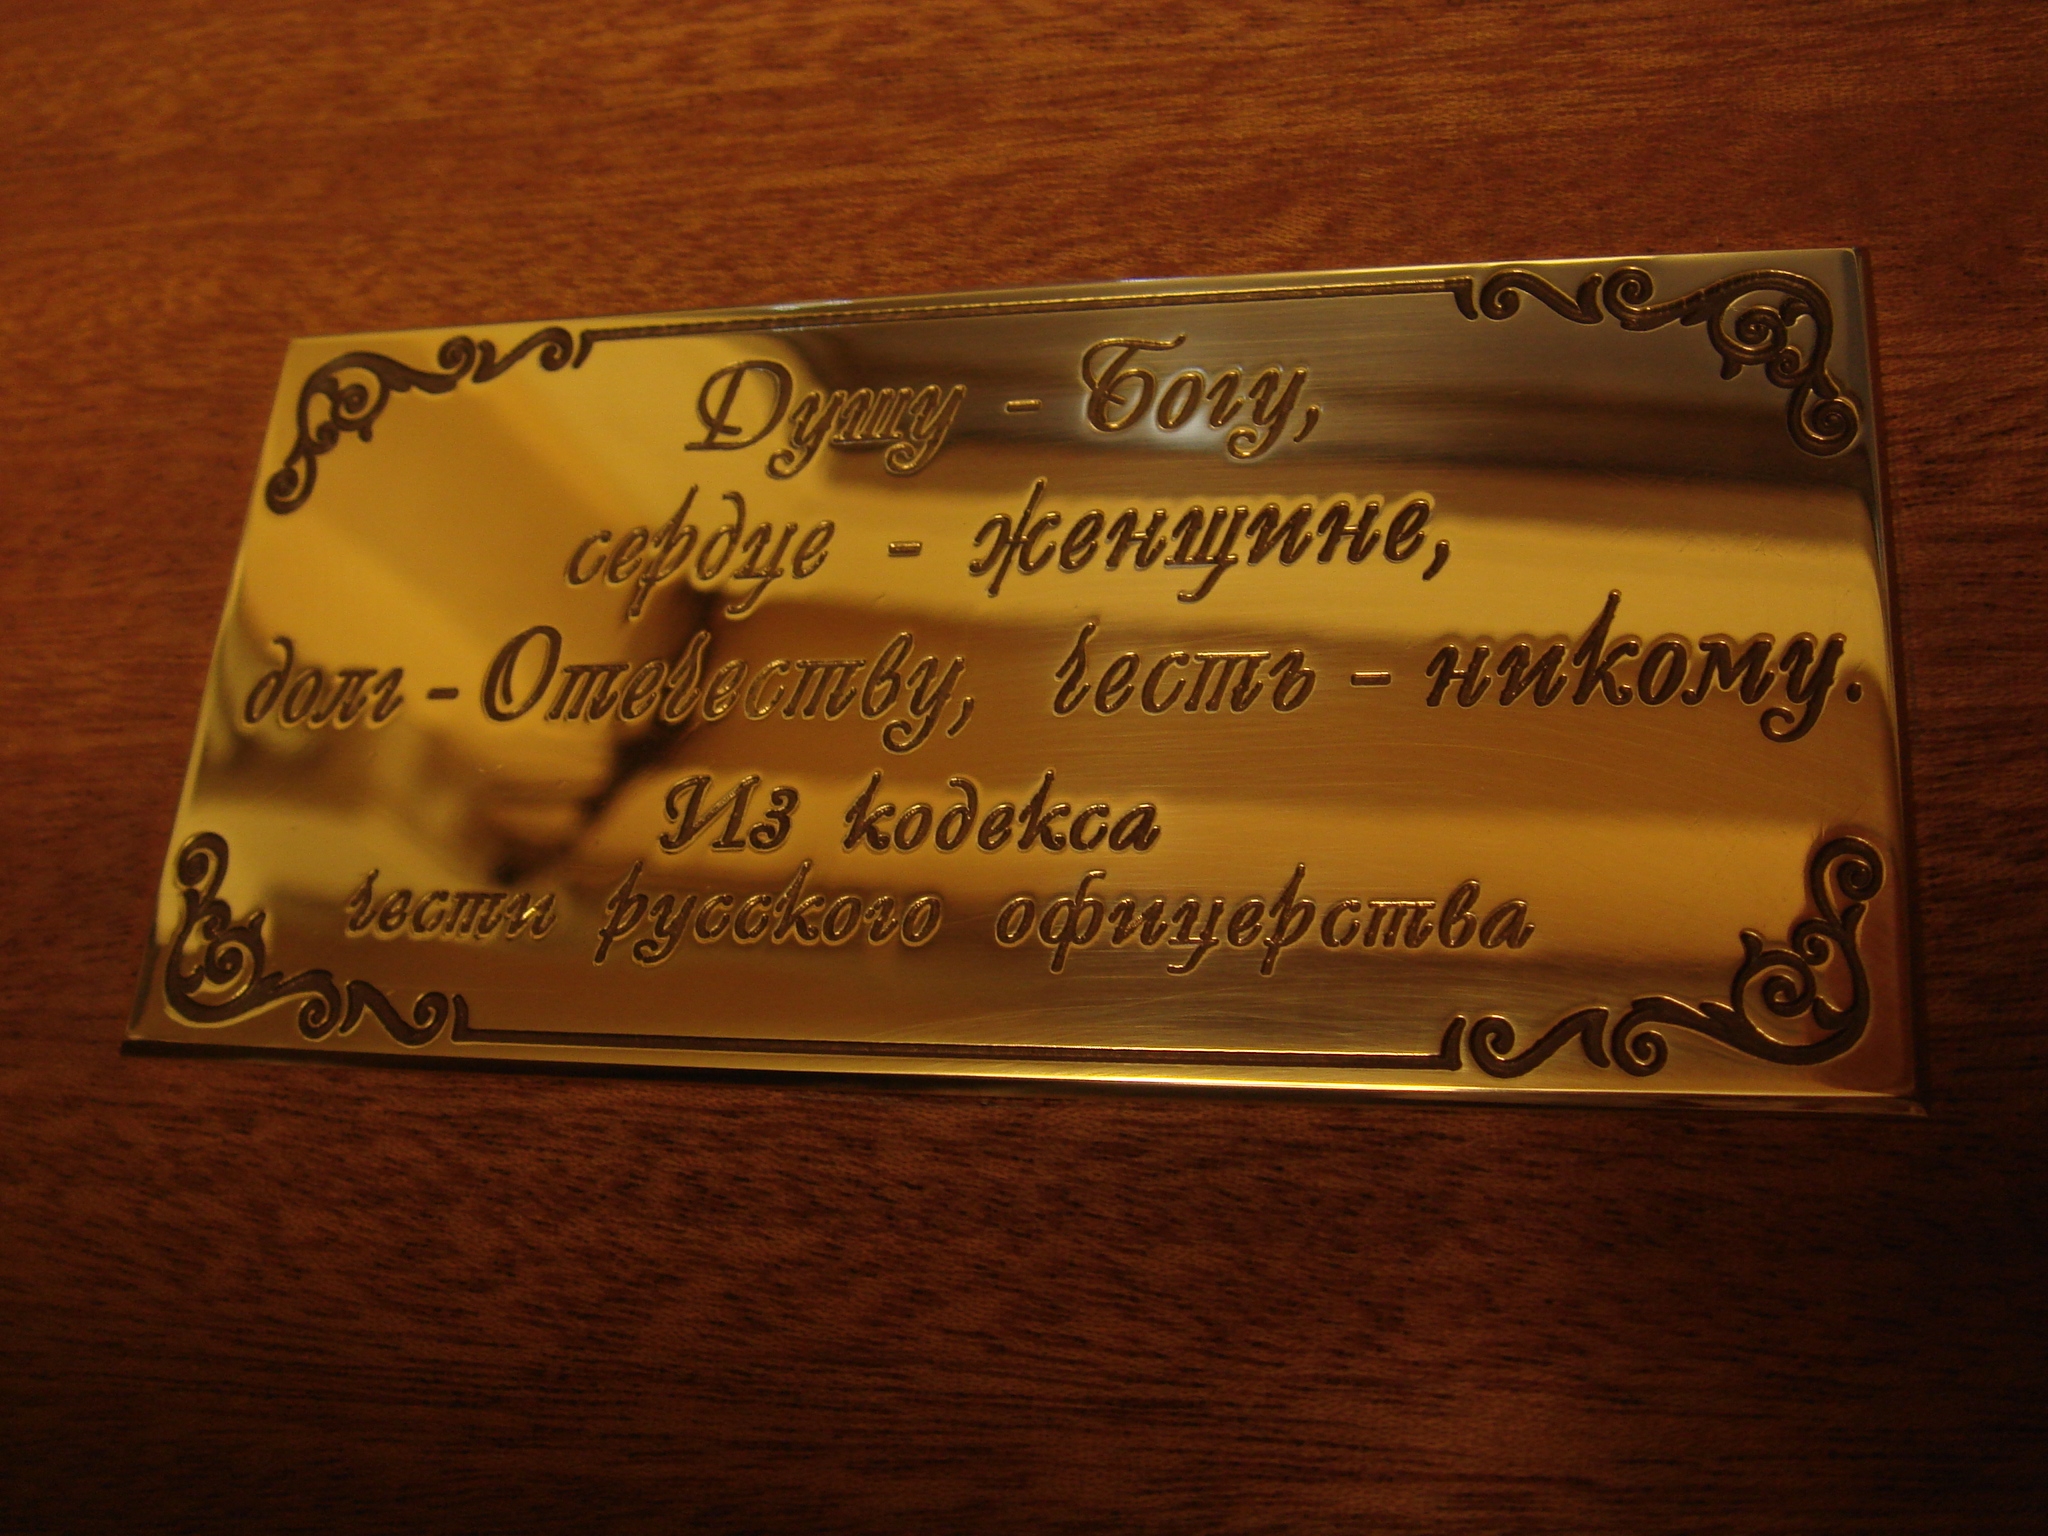 Душу - Богу,
сердце - женщине,
долг - Отечеству, честь - никому.
Из кодекса
чести русского офицерства